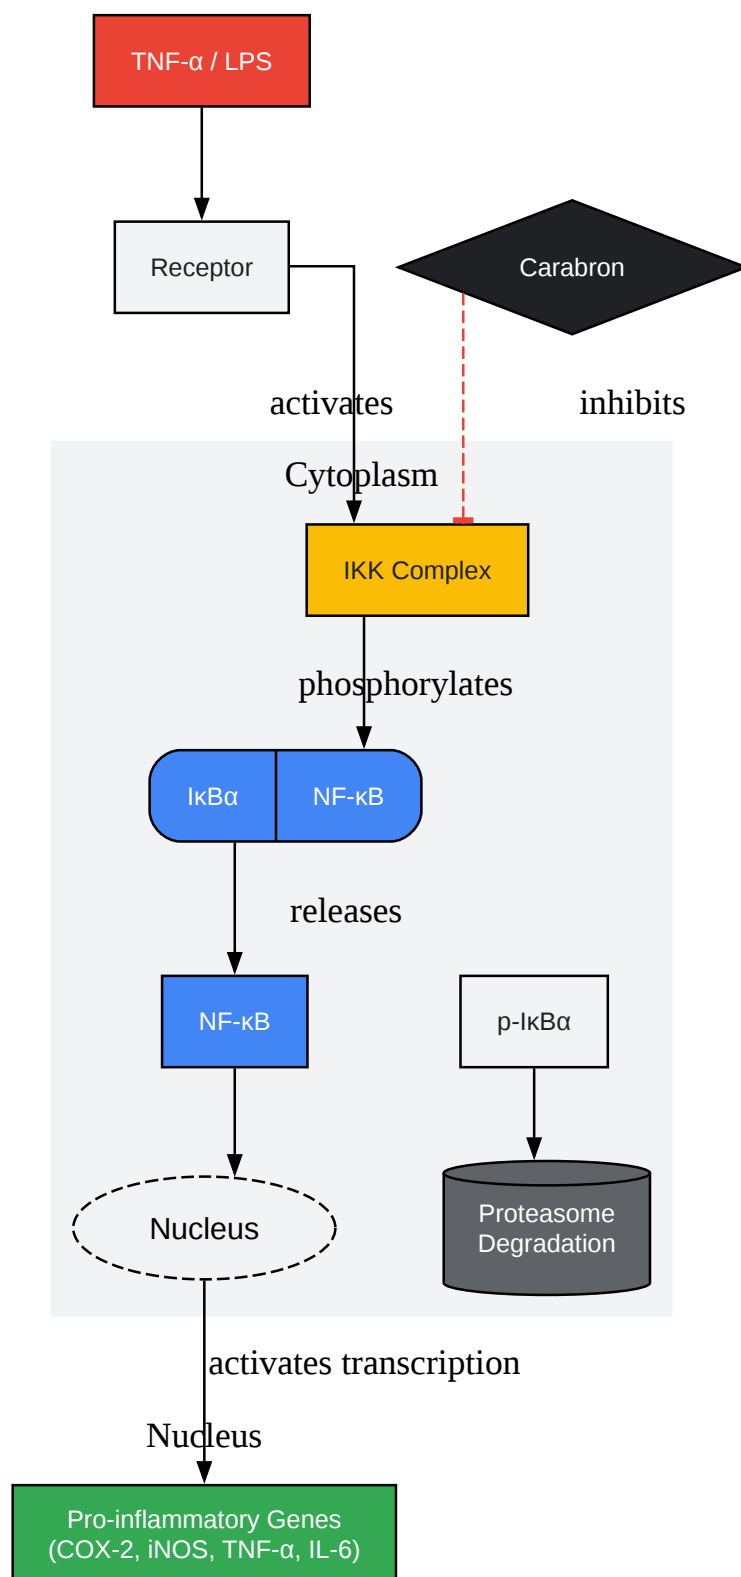 TNF-α / LPS
Receptor
Carabron
activates
inhibits
Cytoplasm
IKK Complex
phosphorylates
IκBα
NF-κB
releases
NF-κB
p-IκBα
Nucleus
Proteasome
Degradation
activates transcription
Nucleus
Pro-inflammatory Genes
(COX-2, iNOS, TNF-α, IL-6)